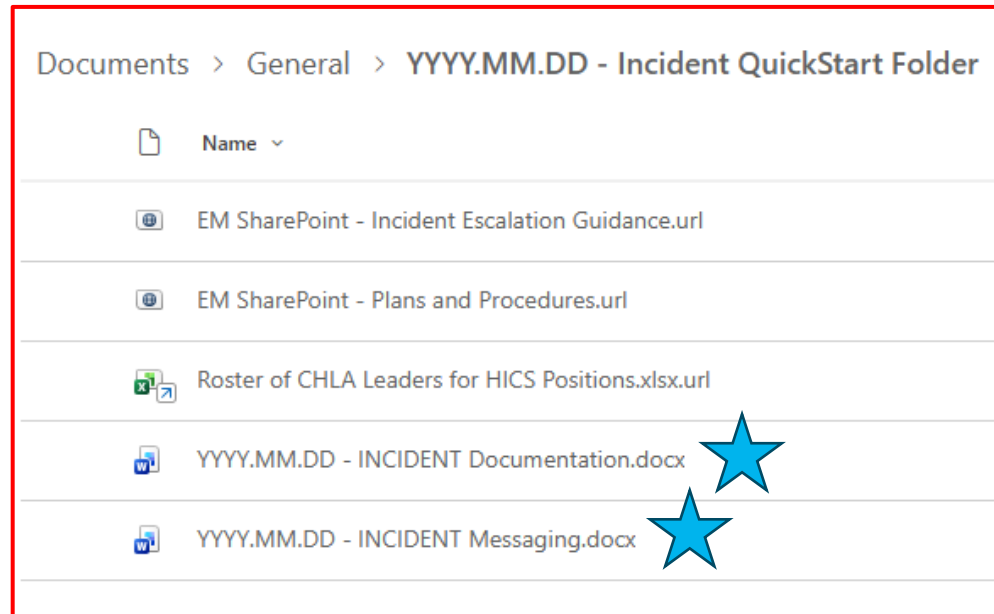 Documents > General > YYYY.MM.DD - Incident QuickStart Folder
Name
EM SharePoint - Incident Escalation Guidance.url
EM SharePoint - Plans and Procedures.url
Roster of CHLA Leaders for HICS Positions.xlsx.url
YYYY.MM.DD - INCIDENT Documentation.docx
YYYY.MM.DD - INCIDENT Messaging.docx